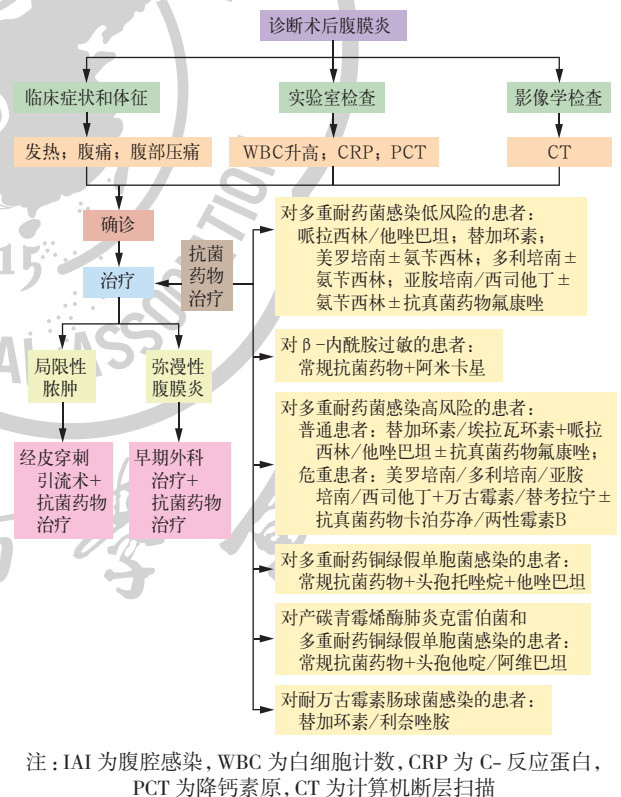 诊断术后腹膜炎
临床症状和体征
实验室检查
影像学检查
发热；腹痛；腹部压痛
WBC升高；CRP；PCT
CT
确诊
治疗
抗菌
药物
治疗
局限性
脓肿
弥漫性
腹膜炎
经皮穿刺
引流术+
抗菌药物
治疗
早期外科
治疗+
抗菌药物
治疗
对多重耐药菌感染低风险的患者：
哌拉西林/他唑巴坦；替加环素；
美罗培南±氨苄西林；多利培南±
氨苄西林；亚胺培南/西司他丁±
氨苄西林±抗真菌药物氟康唑
对β-内酰胺过敏的患者：
常规抗菌药物+阿米卡星
对多重耐药菌感染高风险的患者：
普通患者：替加环素/埃拉瓦环素+哌拉
西林/他唑巴坦±抗真菌药物氟康唑；
危重患者：美罗培南/多利培南/亚胺
培南/西司他丁+万古霉素/替考拉宁±
抗真菌药物卡泊芬净/两性霉素B
对多重耐药铜绿假单胞菌感染的患者：
常规抗菌药物+头孢托唑烷+他唑巴坦
对产碳青霉烯酶肺炎克雷伯菌和
多重耐药铜绿假单胞菌感染的患者：
常规抗菌药物+头孢他啶/阿维巴坦
对耐万古霉素肠球菌感染的患者：
替加环素/利奈唑胺
注：IAI 为腹腔感染，WBC 为白细胞计数，CRP 为 C- 反应蛋白，
PCT 为降钙素原，CT 为计算机断层扫描